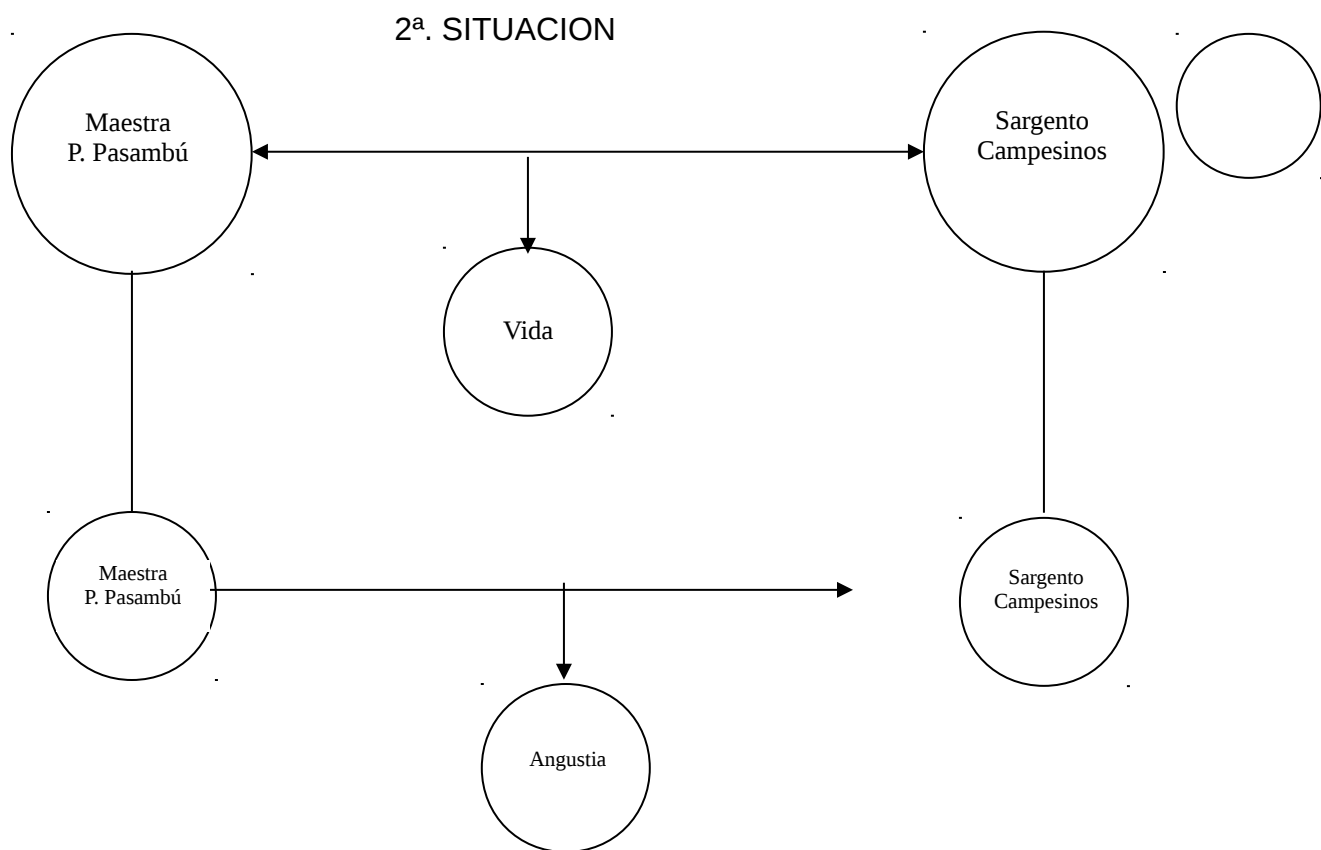 2ª. SITUACION
Maestra
P. Pasambú
Sargento
Campesinos
Vida
Maestra
P. Pasambú
Sargento
Campesinos
Angustia